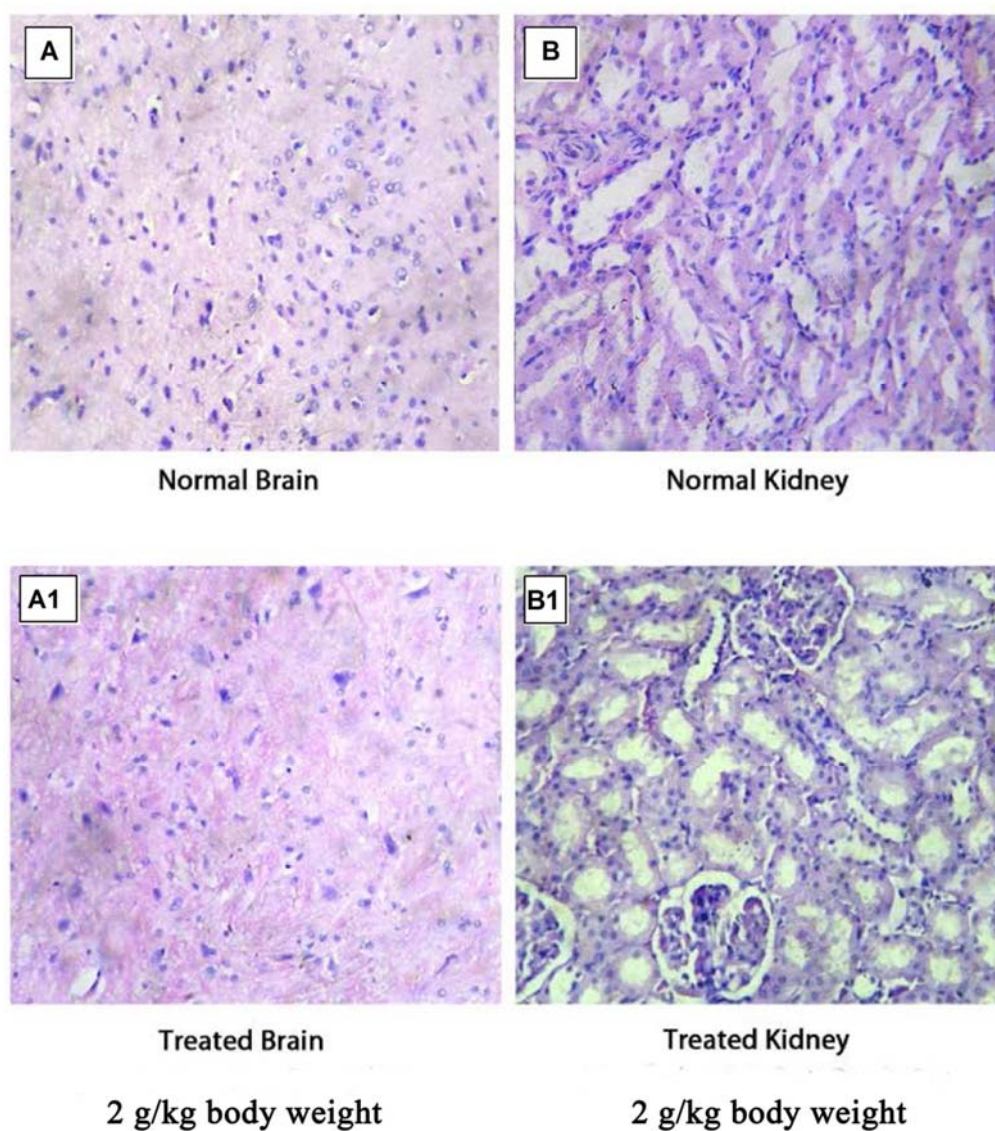 A
B
Normal Brain
Normal Kidney
A1
B1
Treated Brain
Treated Kidney
2 g/kg body weight
2 g/kg body weight